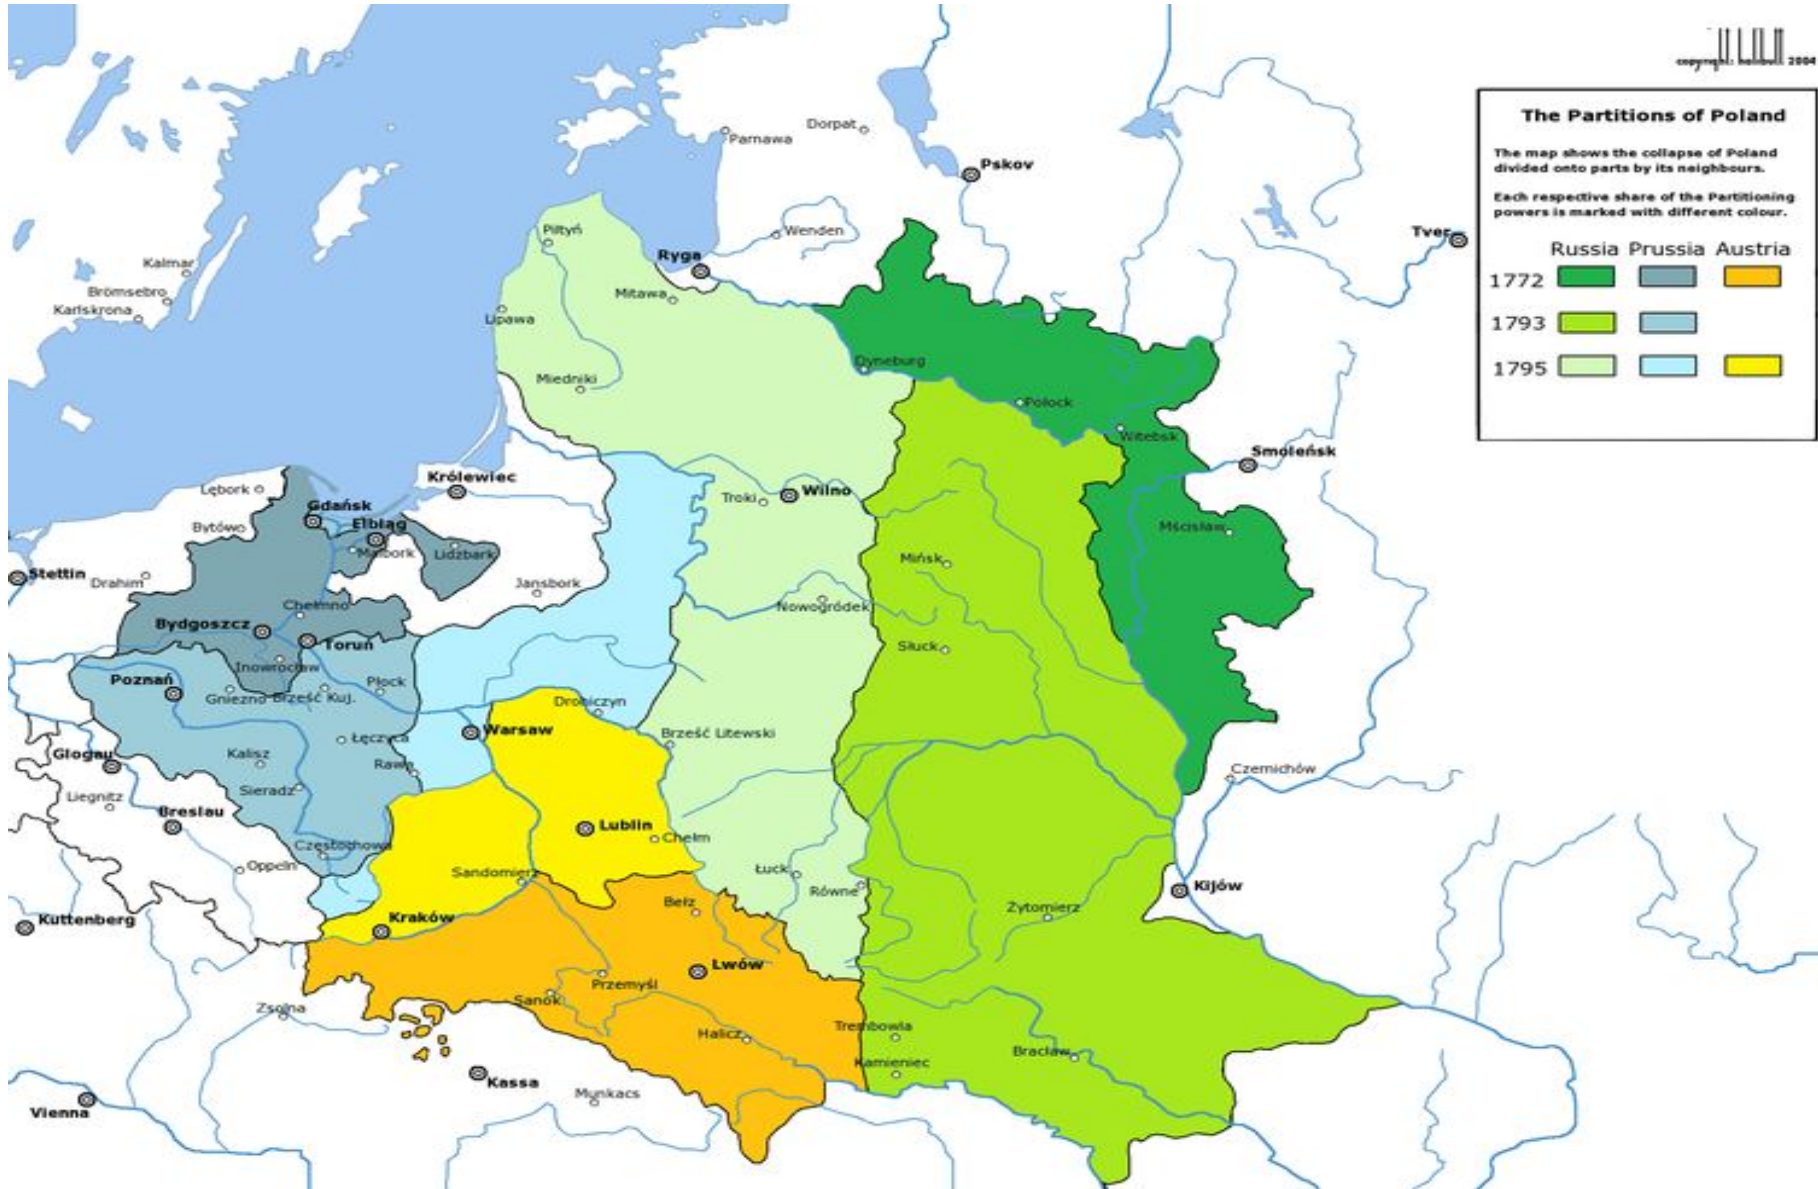 copyright: halibutt 2004
The Partitions of Poland
The map shows the collapse of Poland
divided onto parts by its neighbours.
Each respective share of the Partitioning
powers is marked with different colour.
Russia Prussia Austria
1772
1793
1795
Parnawa
Dorpat
Pskov
Tver
Piltyń
Wenden
Ryga
Kalmar
Brömsebro
Karlskrona
Mitawa
Lipawa
Dyneburg
Miedniki
Połock
Witebsk
Smoleńsk
Królewiec
Lębork
Gdańsk
Bytów
Elbląg
Malbork
Lidzbark
Troki
Wilno
Mścisław
Mińsk
Stettin
Drahim
Jansbork
Chełmno
Nowogródek
Bydgoszcz
Toruń
Słuck
Inowrocław
Poznań
Gniezno
Brześć Kuj.
Płock
Drohiczyn
Warsaw
Brześć Litewski
Łęczyca
Kalisz
Rawa
Glogau
Czernichów
Sieradz
Liegnitz
Breslau
Lublin
Chełm
Częstochowa
Oppeln
Sandomierz
Łuck
Równe
Kijów
Bełz
Żytomierz
Kuttenberg
Kraków
Lwów
Przemyśl
Sanok
Zsolna
Halicz
Trembowla
Bracław
Kamieniec
Kassa
Munkacs
Vienna